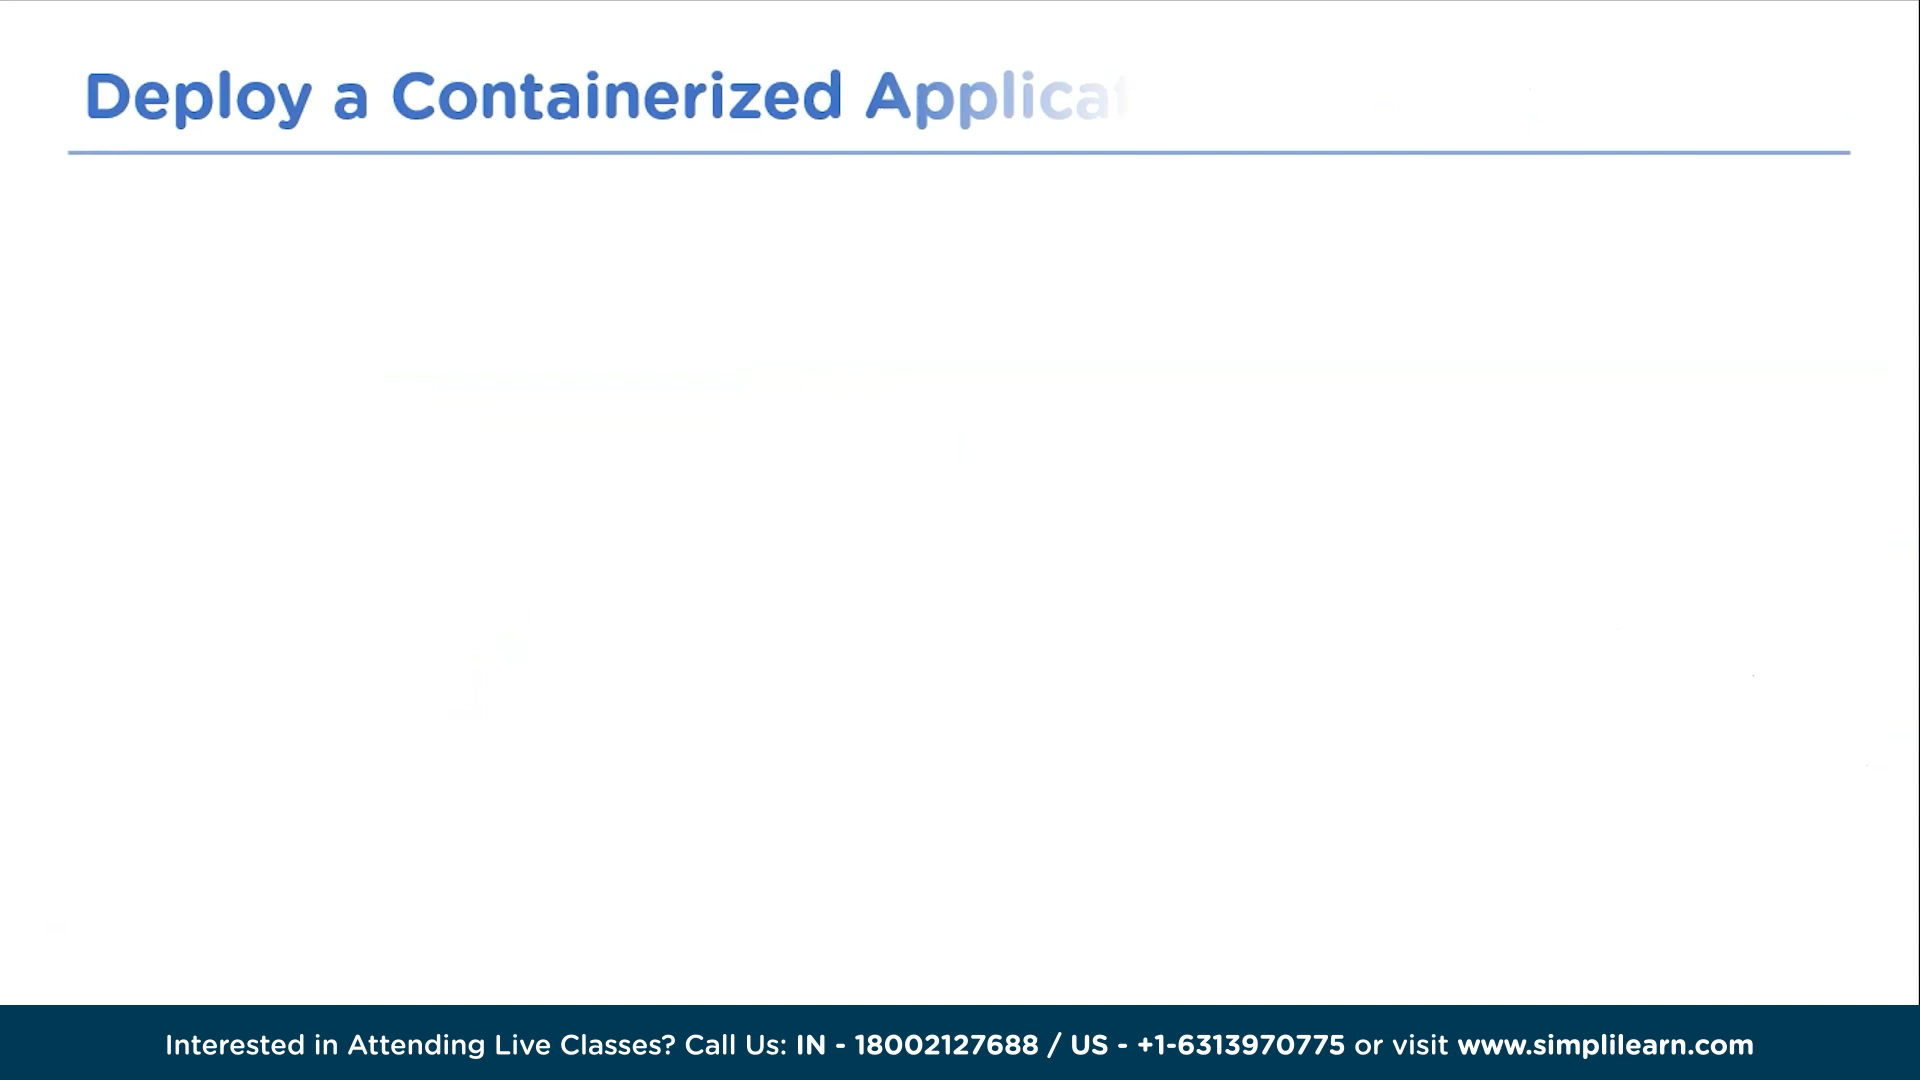 Deploy a Containerized Applicat
Interested in Attending Live Classes? Call Us: IN - 18002127688 / US - +1-6313970775 or visit www.simplilearn.com